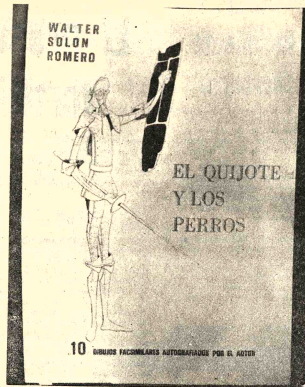 WALTER
SOLON
ROMERO
EL QUIJOTE
Y LOS
PERROS
10 DIBUJOS FACSIMILARES AUTOGRAFIADOS POR EL AUTOR